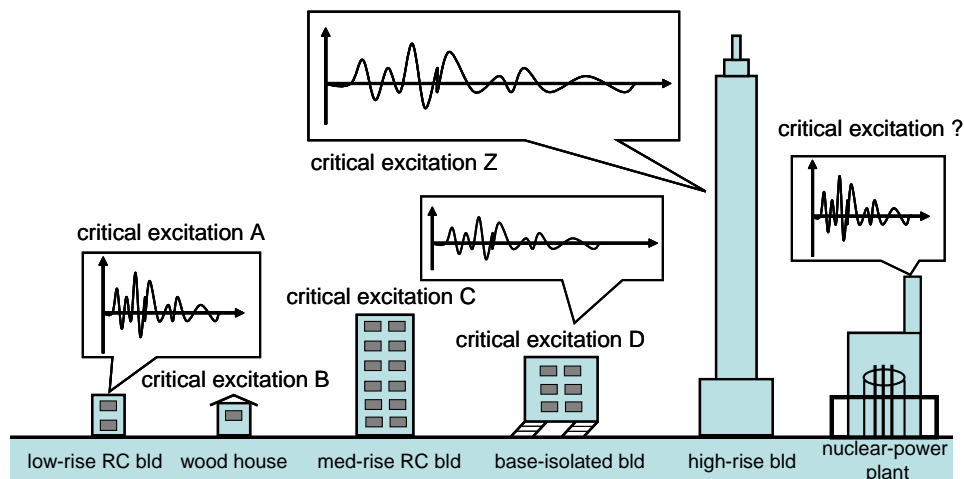 critical excitation Z
critical excitation ?
critical excitation A
critical excitation C
critical excitation D
critical excitation B
low-rise RC bld
wood house
med-rise RC bld
base-isolated bld
high-rise bld
nuclear-power
plant